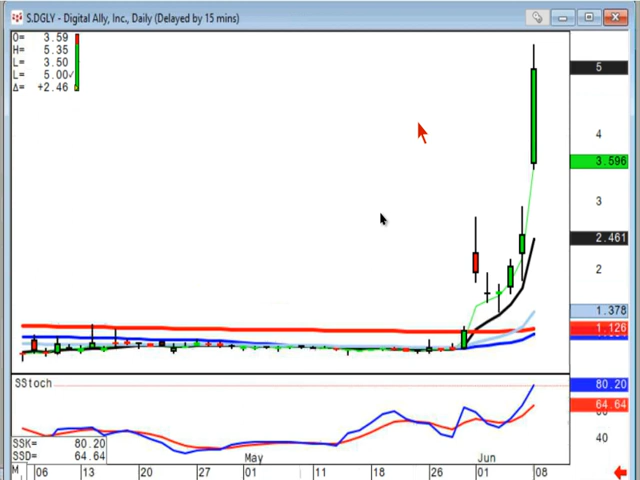 S.DGLY - Digital Ally, Inc., Daily (Delayed by 15 mins)
O= 3.59
H= 5.35
L= 3.50
L= 5.00✓
Δ= +2.46
5
4
3.596
3
2.461
2
1.378
1.126
SStoch
80.20
64.64
40
SSK= 80.20
SSD= 64.64
May Jun
M 06 13 20 27 01 11 18 26 01 08